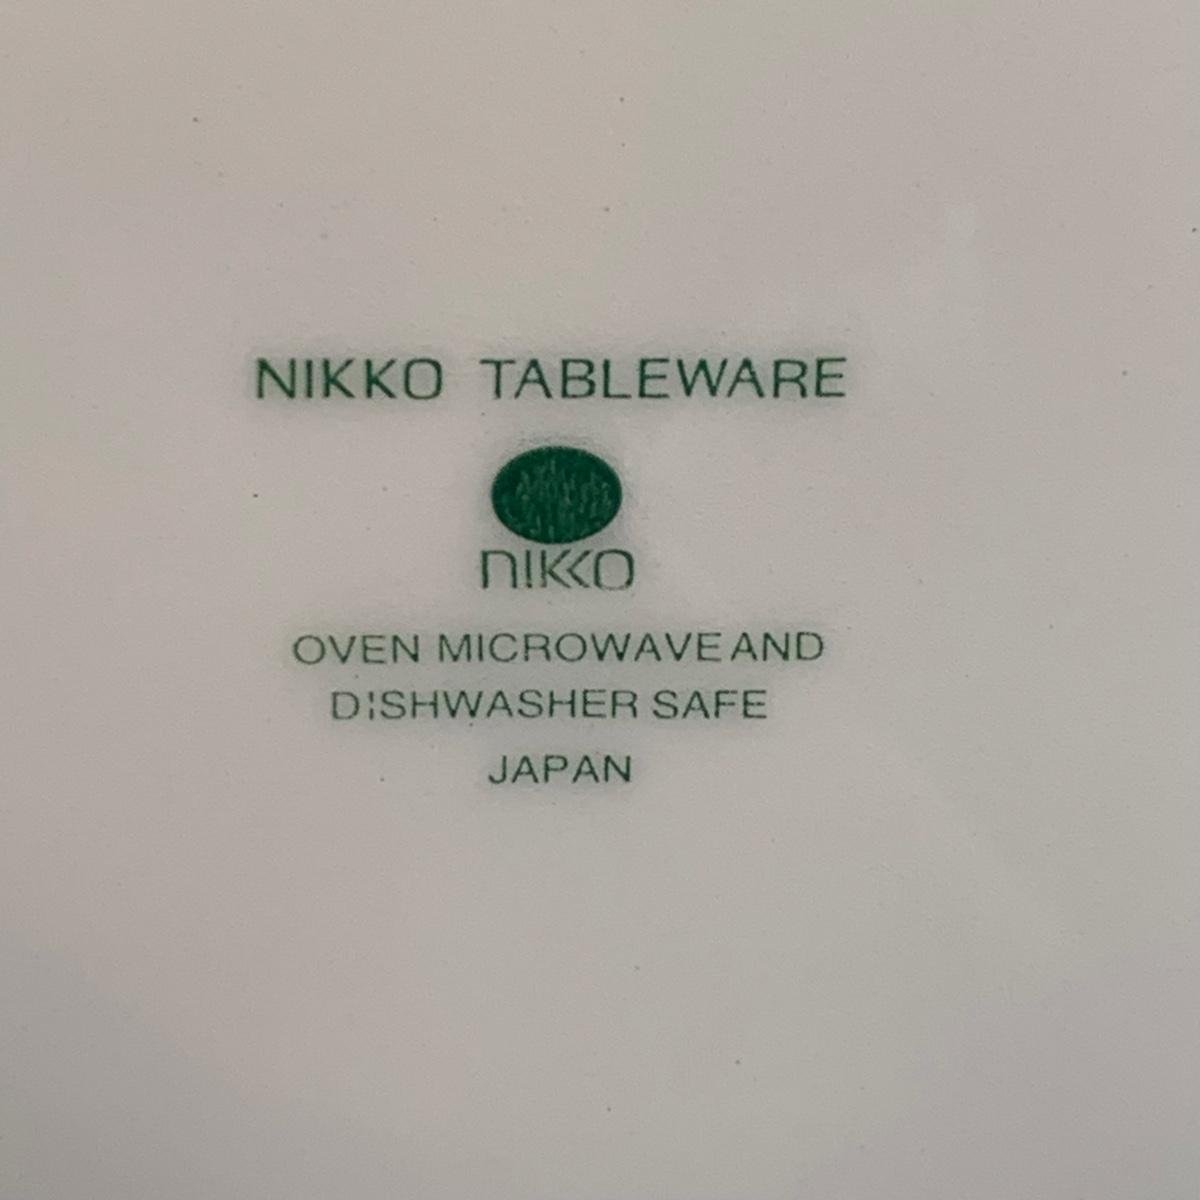 NIKKO TABLEWARE
NIKKO
OVEN MICROWAVE AND
DISHWASHER SAFE
JAPAN